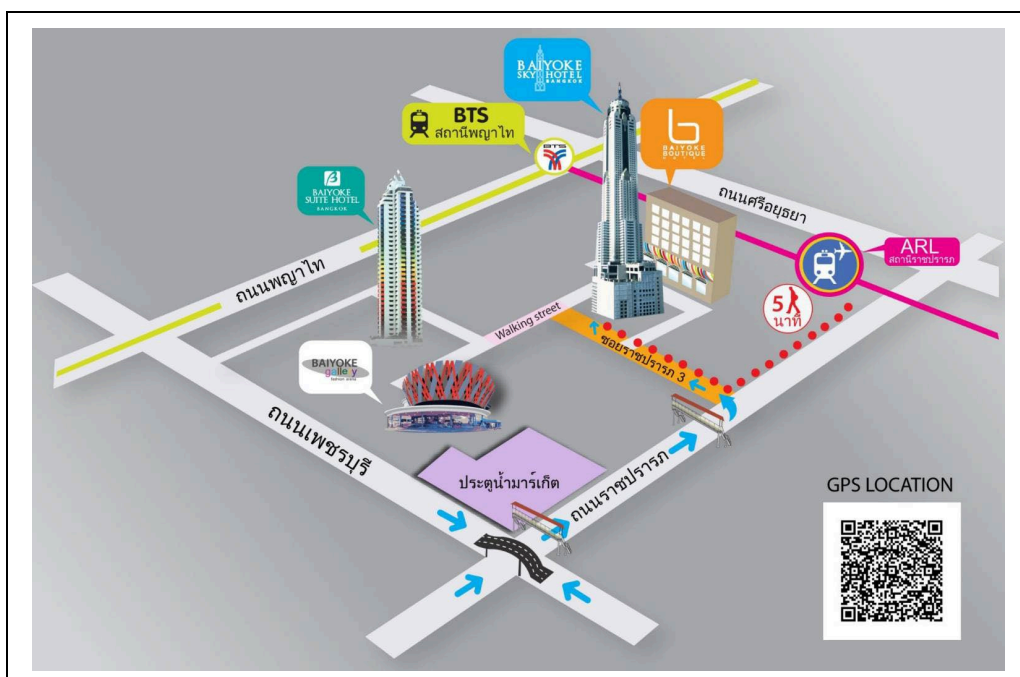 BAIYOKE
SKY HOTEL
BANGKOK
BTS
สถานีพญาไท
BTS
BAIYOKE
BOUTIQUE
BAIYOKE
SUITE HOTEL
BANGKOK
ถนนศรีอยุธยา
ARL
สถานีราชปรารภ
ถนนพญาไท
5
นาที
Walking street
ซอยราชปรารภ 3
BAIYOKE
gallery
fashion arena
ถนนเพชรบุรี
ประตูน้ำมาร์เก็ต
ถนนราชปรารภ
GPS LOCATION